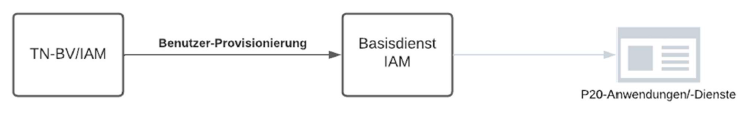 TN-BV/IAM
Benutzer-Provisionierung
Basisdienst
IAM
P20-Anwendungen/-Dienste